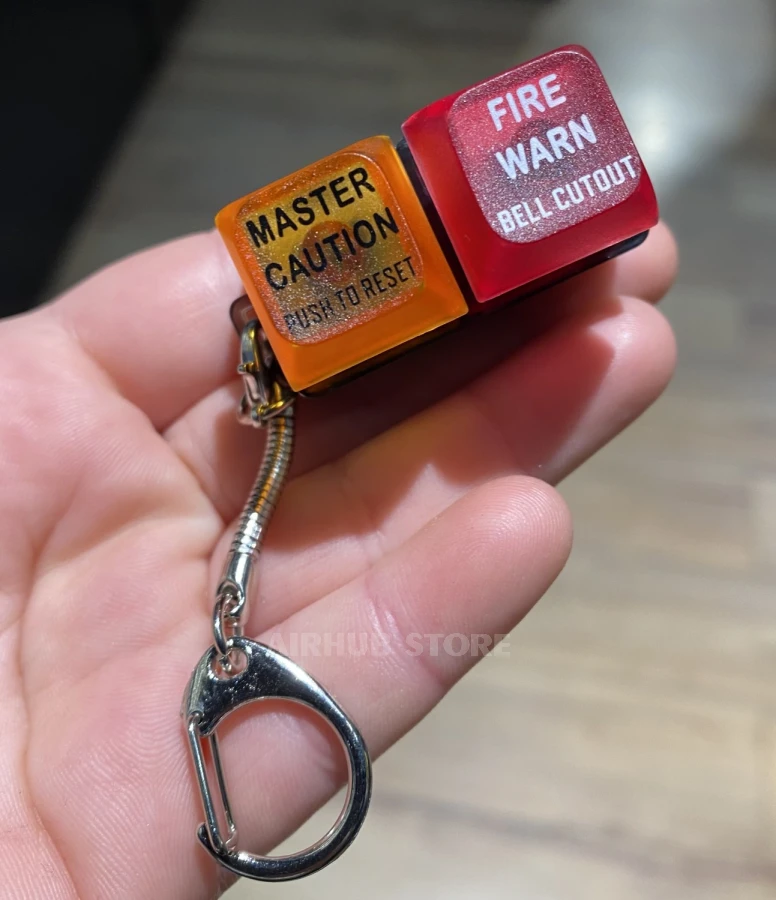 MASTER
CAUTION
PUSH TO RESET
FIRE
WARN
BELL CUTOUT
AIRHUB STORE